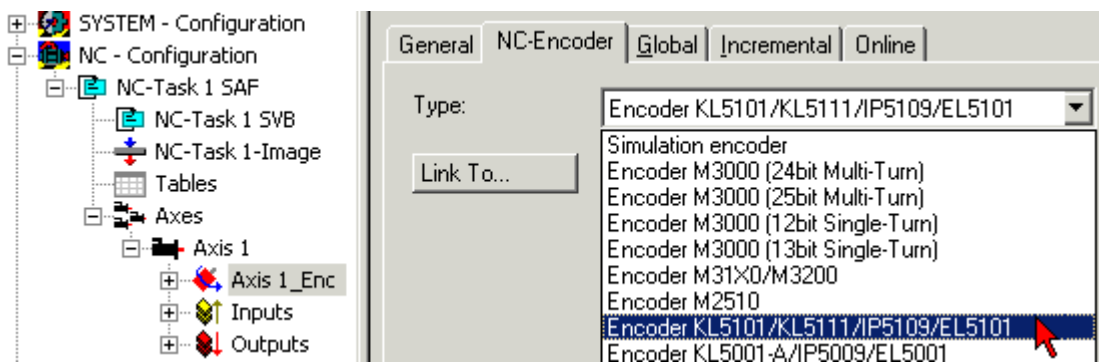 SYSTEM - Configuration
NC - Configuration
NC-Task 1 SAF
NC-Task 1 SVB
NC-Task 1-Image
Tables
Axes
Axis 1
Axis 1_Enc
Inputs
Outputs
General NC-Encoder Global Incremental Online
Type: Encoder KL5101/KL5111/IP5109/EL5101
Link To...
Simulation encoder
Encoder M3000 (24bit Multi-Turn)
Encoder M3000 (25bit Multi-Turn)
Encoder M3000 (12bit Single-Turn)
Encoder M3000 (13bit Single-Turn)
Encoder M31X0/M3200
Encoder M2510
Encoder KL5101/KL5111/IP5109/EL5101
Encoder KL5001-A/IP5009/EL5001